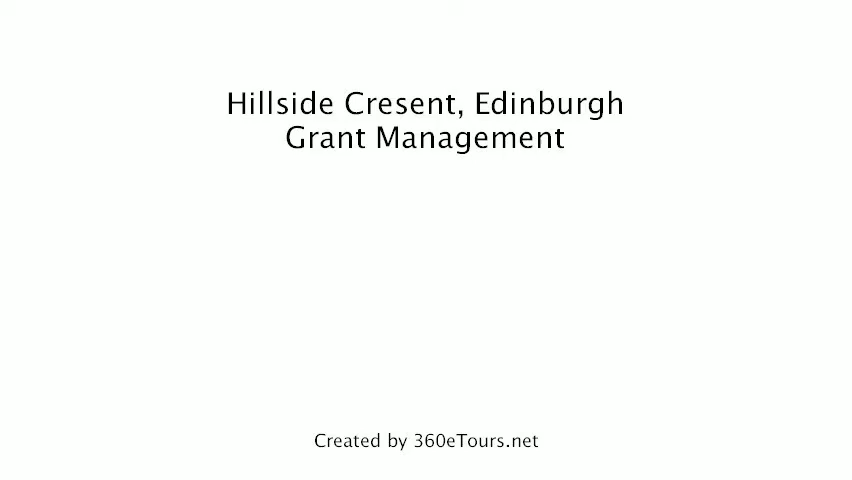 Hillside Cresent, Edinburgh
Grant Management
Created by 360eTours.net